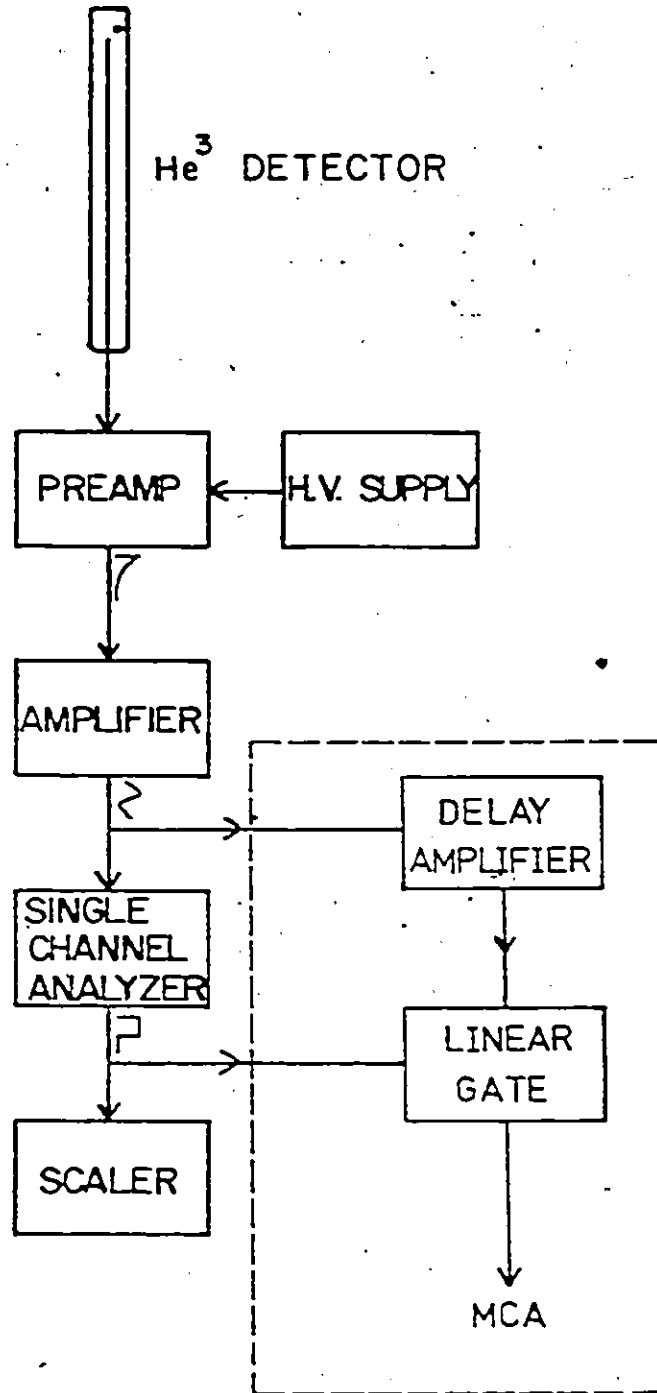 He³ DETECTOR
PREAMP
H.V. SUPPLY
AMPLIFIER
DELAY
AMPLIFIER
SINGLE
CHANNEL
ANALYZER
LINEAR
GATE
SCALER
MCA